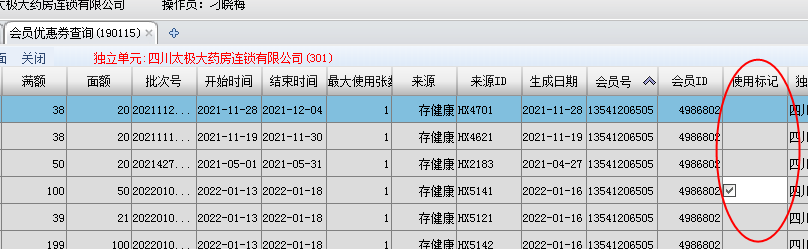 太极大药房连锁有限公司 操作员：刁晓梅
会员优惠券查询(190115)
面 关闭 独立单元:四川太极大药房连锁有限公司(301)
满额 面额 批次号 开始时间 结束时间 最大使用张数 来源 来源ID 生成日期 会员号 会员ID 使用标记 独
38 20 2021112... 2021-11-28 2021-12-04 1 存健康 HX4701 2021-11-28 13541206505 4986802 四川
38 20 2021111... 2021-11-19 2021-11-30 1 存健康 HX4621 2021-11-19 13541206505 4986802 四川
50 20 2021427... 2021-05-01 2021-05-31 1 存健康 HX2183 2021-04-27 13541206505 4986802 四川
100 50 2022010... 2022-01-13 2022-01-18 1 存健康 HX5141 2022-01-16 13541206505 4986802 四川
39 21 2022010... 2022-01-13 2022-01-18 1 存健康 HX5121 2022-01-16 13541206505 4986802 四川
199 100 2022010... 2022-01-13 2022-01-18 1 存健康 HX5142 2022-01-16 13541206505 4986802 四川